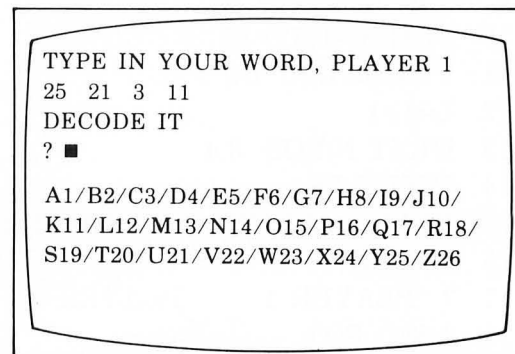 TYPE IN YOUR WORD, PLAYER 1
25 21 3 11
DECODE IT
? ■
A1/B2/C3/D4/E5/F6/G7/H8/I9/J10/
K11/L12/M13/N14/O15/P16/Q17/R18/
S19/T20/U21/V22/W23/X24/Y25/Z26